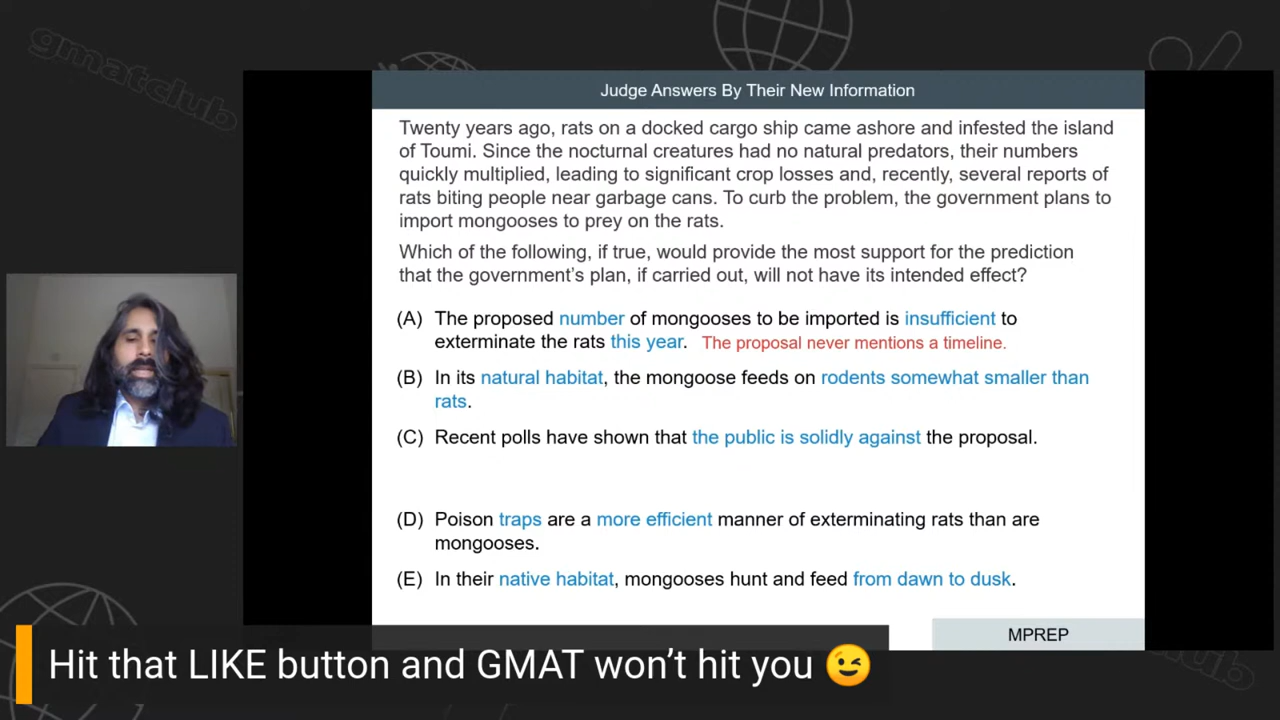 gmatclub
Judge Answers By Their New Information
Twenty years ago, rats on a docked cargo ship came ashore and infested the island
of Toumi. Since the nocturnal creatures had no natural predators, their numbers
quickly multiplied, leading to significant crop losses and, recently, several reports of
rats biting people near garbage cans. To curb the problem, the government plans to
import mongooses to prey on the rats.
Which of the following, if true, would provide the most support for the prediction
that the government's plan, if carried out, will not have its intended effect?
(A) The proposed number of mongooses to be imported is insufficient to
exterminate the rats this year. The proposal never mentions a timeline.
(B) In its natural habitat, the mongoose feeds on rodents somewhat smaller than
rats.
(C) Recent polls have shown that the public is solidly against the proposal.
(D) Poison traps are a more efficient manner of exterminating rats than are
mongooses.
(E) In their native habitat, mongooses hunt and feed from dawn to dusk.
MPREP
Hit that LIKE button and GMAT won't hit you 😉